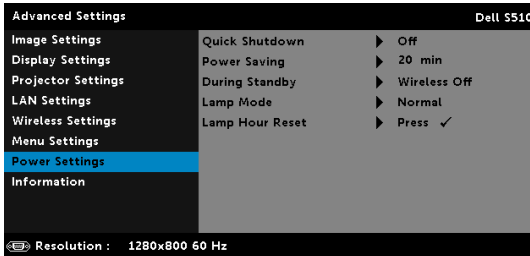 Advanced Settings Dell S510
Image Settings
Display Settings
Projector Settings
LAN Settings
Wireless Settings
Menu Settings
Power Settings
Information
Quick Shutdown Off
Power Saving 20 min
During Standby Wireless Off
Lamp Mode Normal
Lamp Hour Reset Press ✓
Resolution : 1280x800 60 Hz